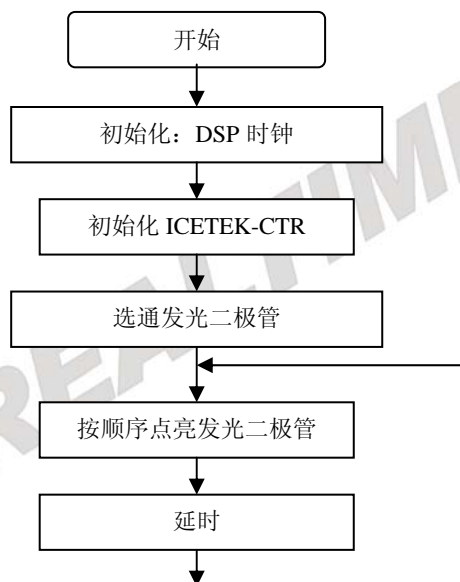 开始
初始化：DSP 时钟
初始化 ICETEK-CTR
选通发光二极管
按顺序点亮发光二极管
延时
REALTIME